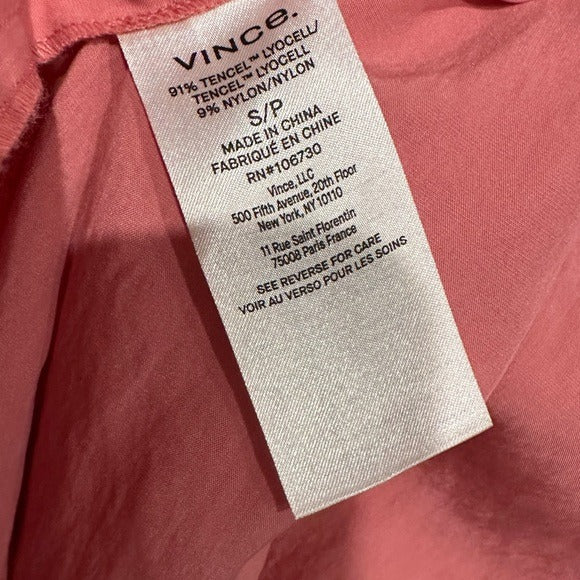 VINCE.
91% TENCEL™ LYOCELL/
TENCEL™ LYOCELL
9% NYLON/NYLON
S/P
MADE IN CHINA
FABRIQUÉ EN CHINE
RN#106730
Vince, LLC
500 Fifth Avenue, 20th Floor
New York, NY 10110
11 Rue Saint Florentin
75008 Paris France
SEE REVERSE FOR CARE
VOIR AU VERSO POUR LES SOINS